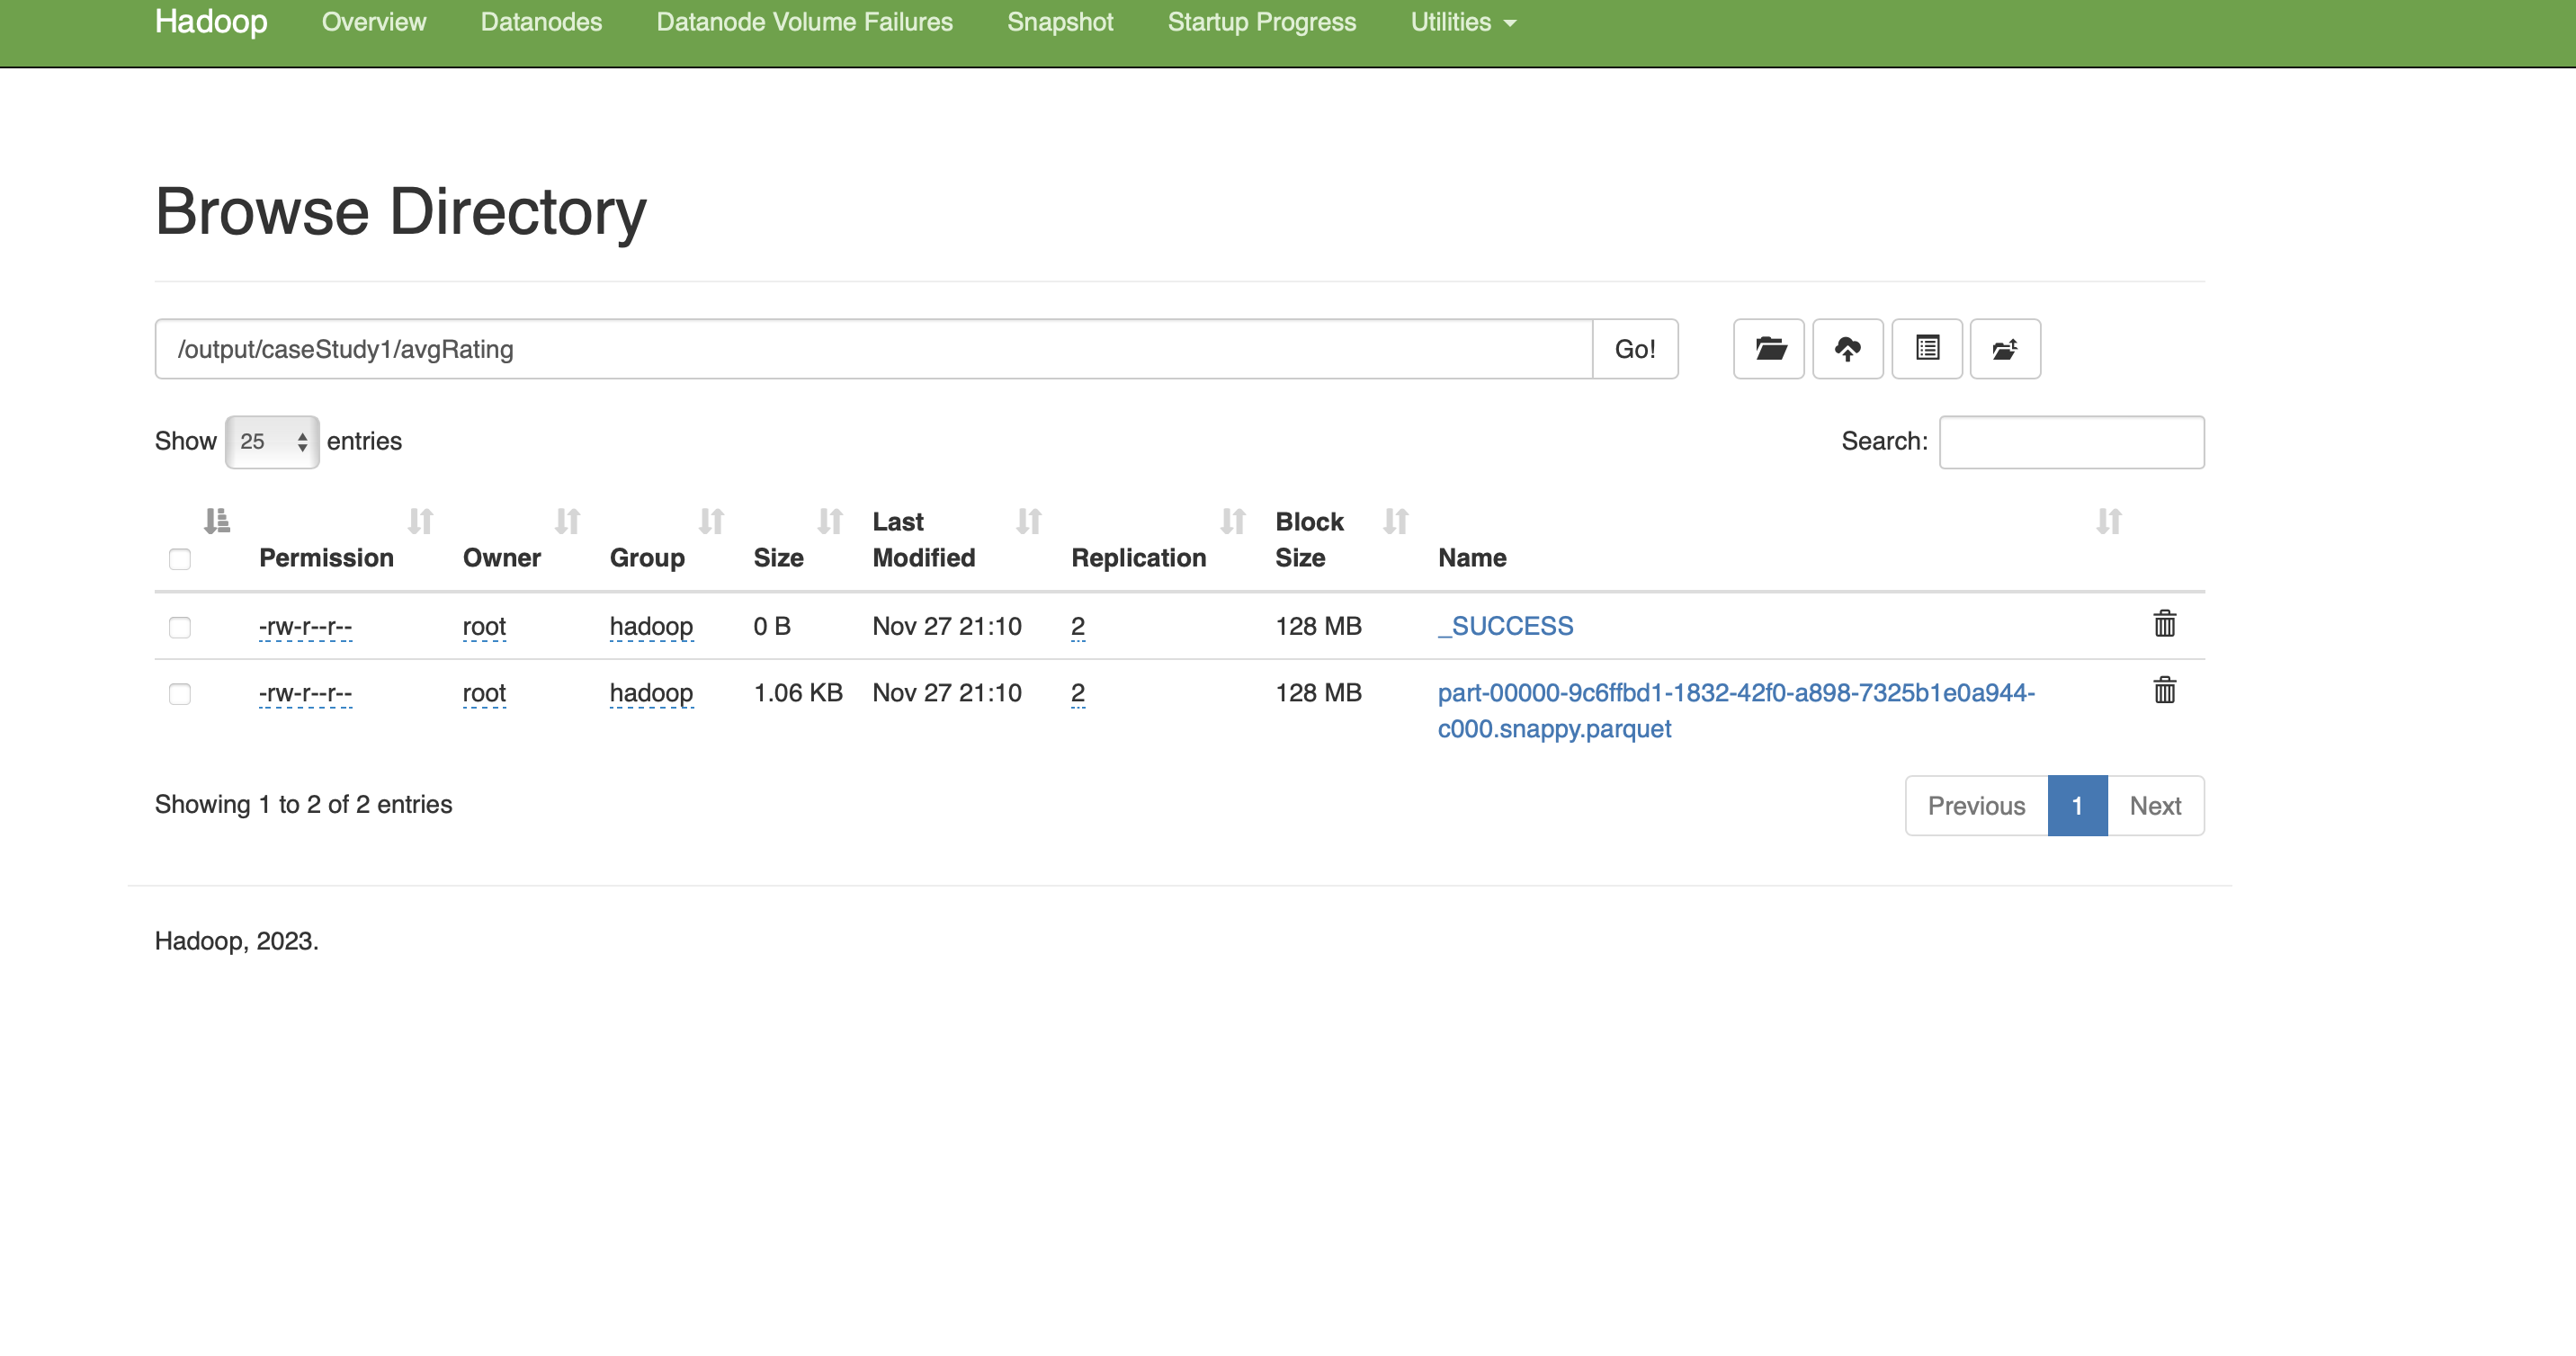 Hadoop Overview Datanodes Datanode Volume Failures Snapshot Startup Progress Utilities
Browse Directory
/output/caseStudy1/avgRating Go!
Show 25 entries Search:
Permission Owner Group Size Last Modified Replication Block Size Name
-rw-r--r-- root hadoop 0 B Nov 27 21:10 2 128 MB _SUCCESS
-rw-r--r-- root hadoop 1.06 KB Nov 27 21:10 2 128 MB part-00000-9c6ffbd1-1832-42f0-a898-7325b1e0a944-
c000.snappy.parquet
Showing 1 to 2 of 2 entries Previous 1 Next
Hadoop, 2023.